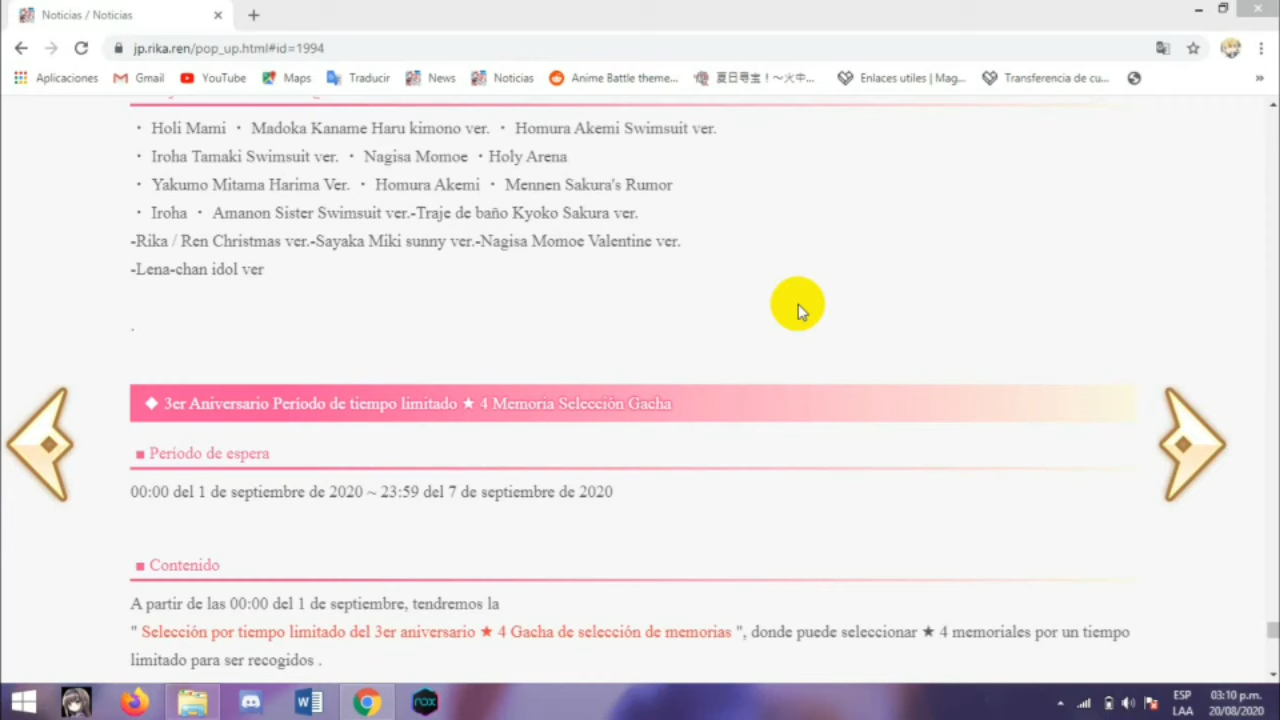 Noticias / Noticias
jp.rika.ren/pop_up.html#id=1994
Aplicaciones Gmail YouTube Maps Traducir News Noticias Anime Battle theme... 夏日尋宝！～火中... Enlaces utiles | Mag... Transferencia de cu... »
・ Holi Mami ・ Madoka Kaname Haru kimono ver. ・ Homura Akemi Swimsuit ver.
・ Iroha Tamaki Swimsuit ver. ・ Nagisa Momoe ・Holy Arena
・ Yakumo Mitama Harima Ver. ・ Homura Akemi ・ Mennen Sakura's Rumor
・ Iroha ・ Amanon Sister Swimsuit ver.-Traje de baño Kyoko Sakura ver.
-Rika / Ren Christmas ver.-Sayaka Miki sunny ver.-Nagisa Momoe Valentine ver.
-Lena-chan idol ver
.
◆ 3er Aniversario Período de tiempo limitado ★ 4 Memoria Selección Gacha
■ Período de espera
00:00 del 1 de septiembre de 2020 ~ 23:59 del 7 de septiembre de 2020
■ Contenido
A partir de las 00:00 del 1 de septiembre, tendremos la
" Selección por tiempo limitado del 3er aniversario ★ 4 Gacha de selección de memorias ", donde puede seleccionar ★ 4 memoriales por un tiempo
limitado para ser recogidos .
nox
ESP 03:10 p.m.
LAA 20/08/2020